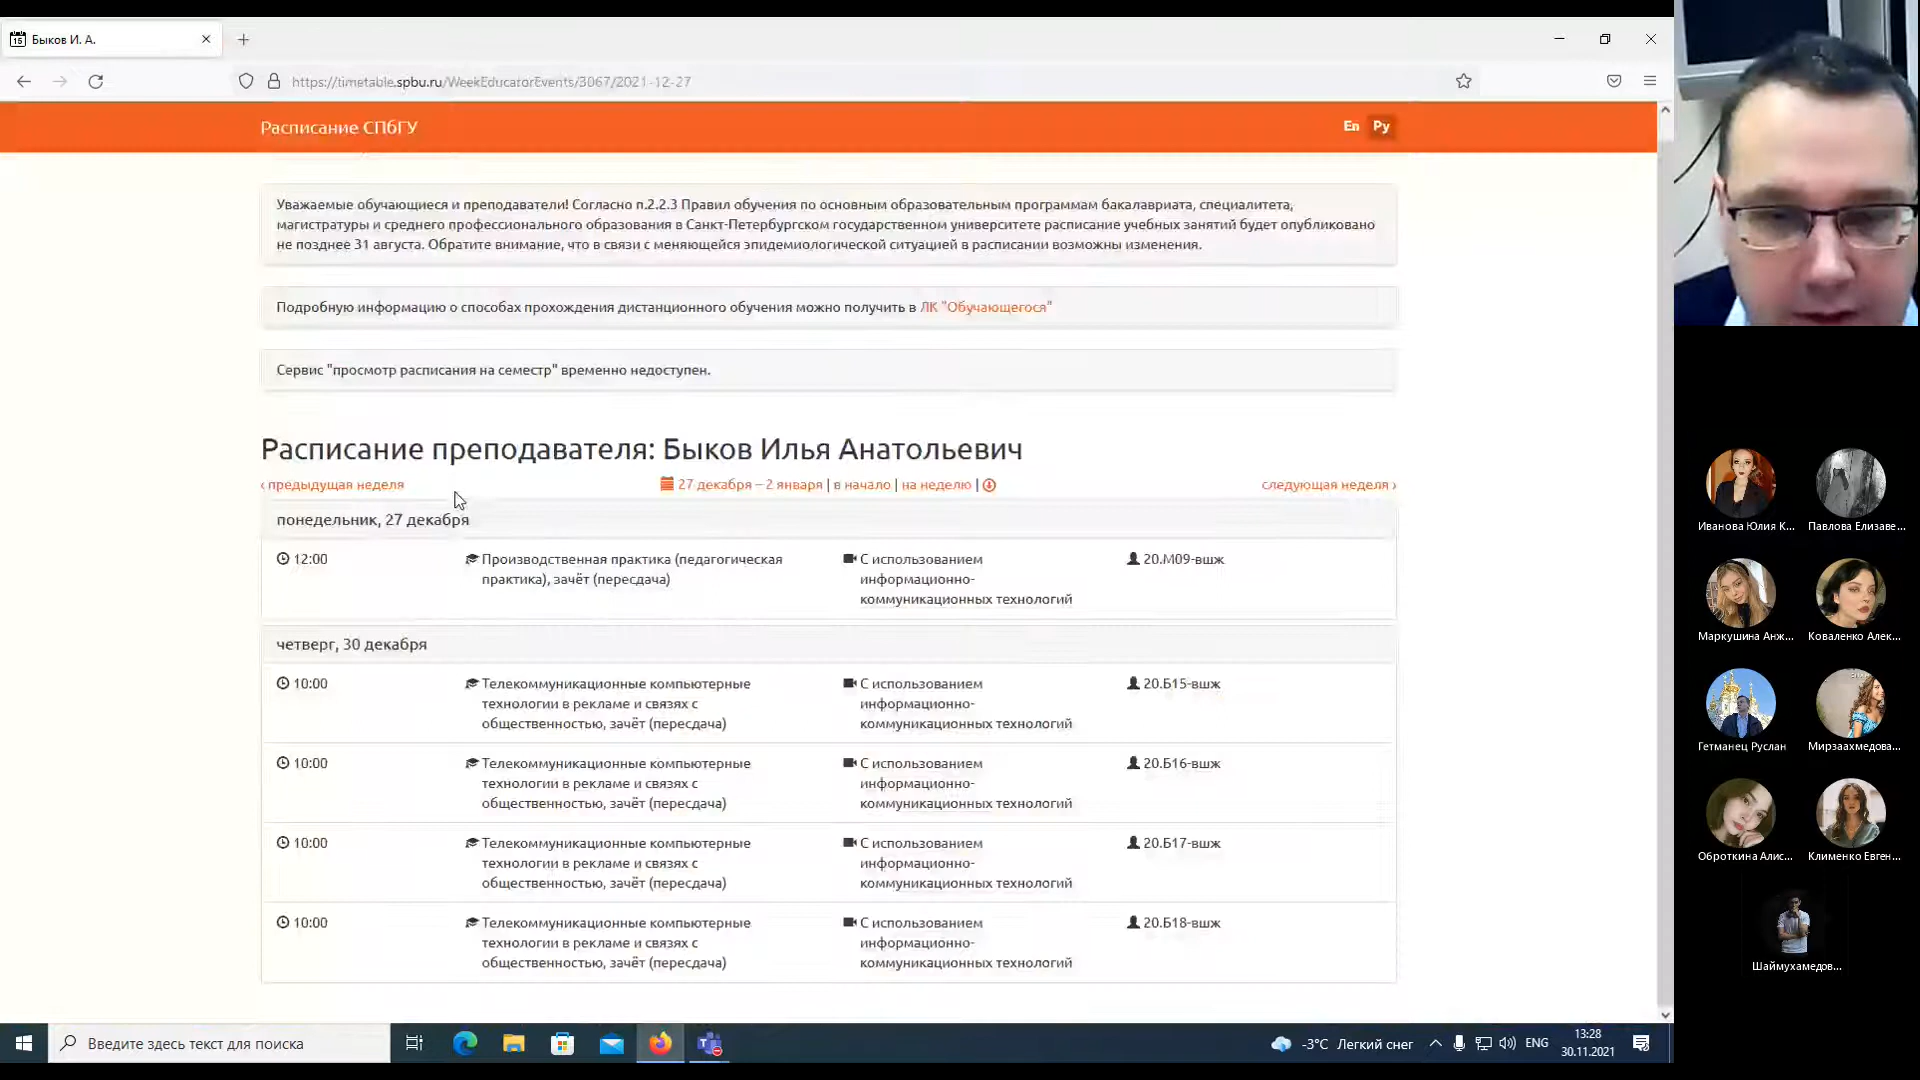 Быков И. А.
https://timetable.spbu.ru/WeekEducatorEvents/3067/2021-12-27
Расписание СПбГУ
En Ру
Уважаемые обучающиеся и преподаватели! Согласно п.2.2.3 Правил обучения по основным образовательным программам бакалавриата, специалитета,
магистратуры и среднего профессионального образования в Санкт-Петербургском государственном университете расписание учебных занятий будет опубликовано
не позднее 31 августа. Обратите внимание, что в связи с меняющейся эпидемиологической ситуацией в расписании возможны изменения.
Подробную информацию о способах прохождения дистанционного обучения можно получить в ЛК "Обучающегося"
Сервис "просмотр расписания на семестр" временно недоступен.
Расписание преподавателя: Быков Илья Анатольевич
‹ предыдущая неделя
27 декабря – 2 января | в начало | на неделю |
следующая неделя ›
понедельник, 27 декабря
12:00
Производственная практика (педагогическая
практика), зачёт (пересдача)
С использованием
информационно-
коммуникационных технологий
20.М09-вшж
четверг, 30 декабря
10:00
Телекоммуникационные компьютерные
технологии в рекламе и связях с
общественностью, зачёт (пересдача)
С использованием
информационно-
коммуникационных технологий
20.Б15-вшж
10:00
Телекоммуникационные компьютерные
технологии в рекламе и связях с
общественностью, зачёт (пересдача)
С использованием
информационно-
коммуникационных технологий
20.Б16-вшж
10:00
Телекоммуникационные компьютерные
технологии в рекламе и связях с
общественностью, зачёт (пересдача)
С использованием
информационно-
коммуникационных технологий
20.Б17-вшж
10:00
Телекоммуникационные компьютерные
технологии в рекламе и связях с
общественностью, зачёт (пересдача)
С использованием
информационно-
коммуникационных технологий
20.Б18-вшж
Иванова Юлия К...
Павлова Елизаве...
Маркушина Анж...
Коваленко Алек...
Гетманец Руслан
Мирзаахмедова...
Оброткина Алис...
Клименко Евген...
Шаймухамедов...
Введите здесь текст для поиска
-3°C Легкий снег
ENG
13:28
30.11.2021